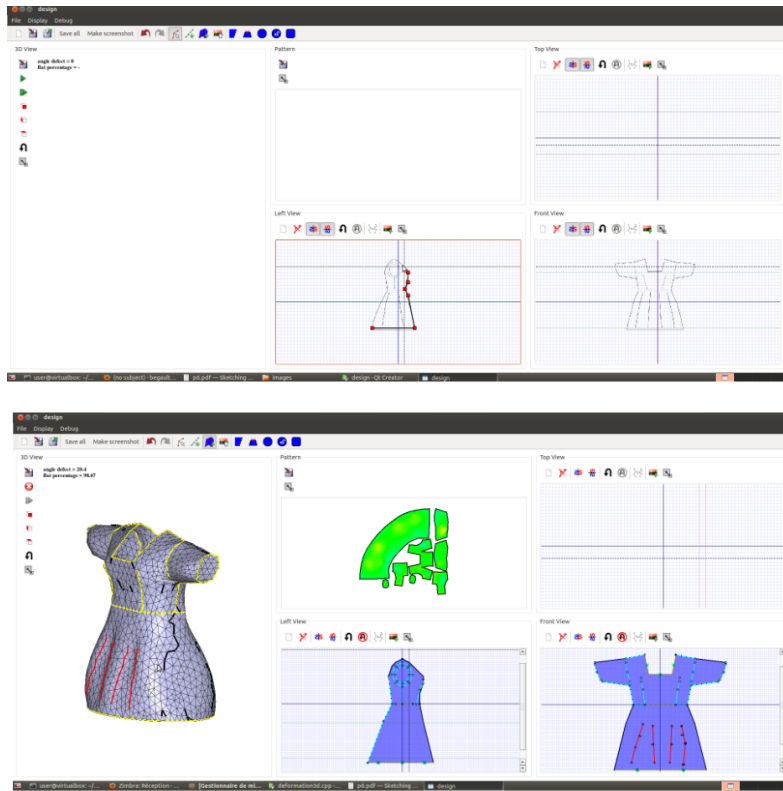 design
File Display Debug
Save all Make screenshot
3D View
Pattern
Top View
angle defect = 0
flat percentage = -
Left View
Front View
user@virtualbox: ~/... (no subject) - begault... p6.pdf — Sketching ... images design - Qt Creator design
design
File Display Debug
Save all Make screenshot
3D View
Pattern
Top View
angle defect = 20.4
flat percentage = 98.67
Left View
Front View
user@virtualbox: ~/... Zimbra: Réception - ... [Gestionnaire de mi... deformation3d.cpp -... p6.pdf — Sketching ... design